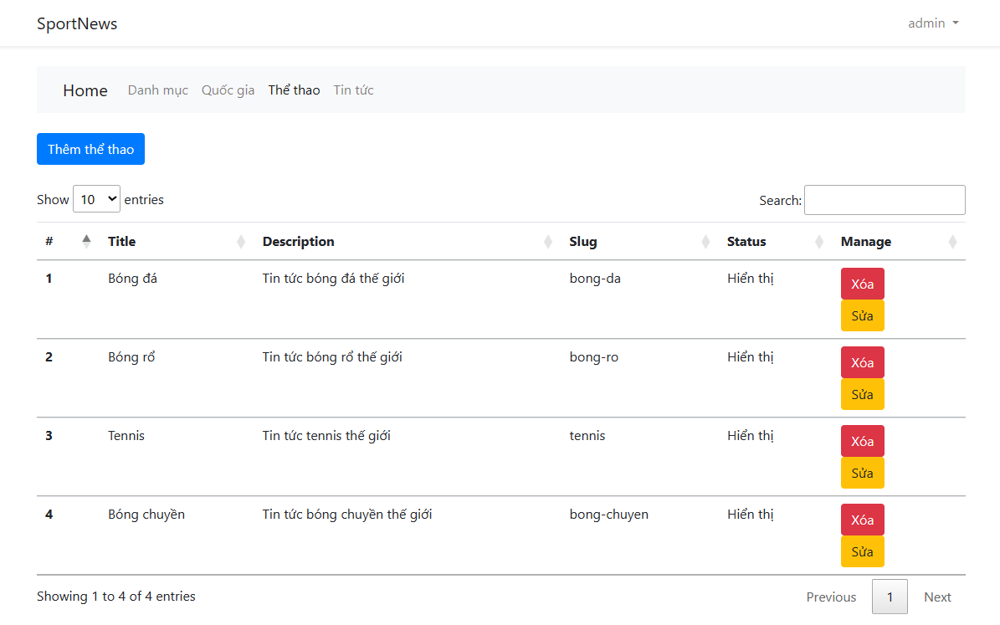 SportNews admin
Home Danh mục Quốc gia Thể thao Tin tức
Thêm thể thao
Show 10 entries Search:
# Title Description Slug Status Manage
1 Bóng đá Tin tức bóng đá thế giới bong-da Hiển thị Xóa
Sửa
2 Bóng rổ Tin tức bóng rổ thế giới bong-ro Hiển thị Xóa
Sửa
3 Tennis Tin tức tennis thế giới tennis Hiển thị Xóa
Sửa
4 Bóng chuyền Tin tức bóng chuyền thế giới bong-chuyen Hiển thị Xóa
Sửa
Showing 1 to 4 of 4 entries Previous 1 Next